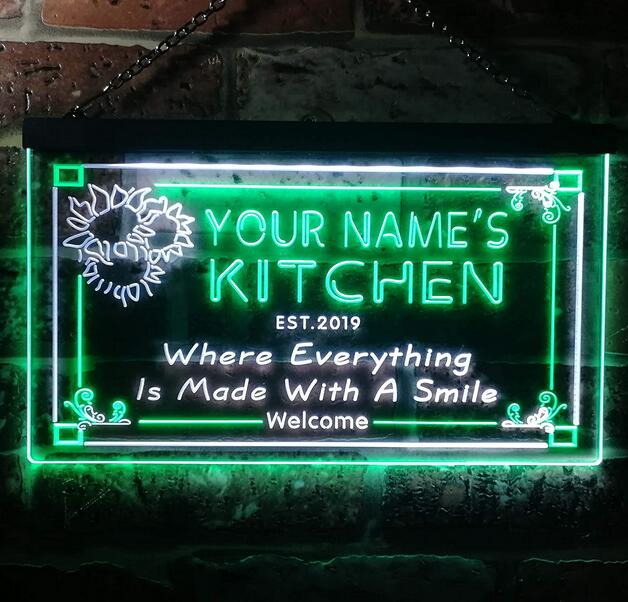 YOUR NAME'S
KITCHEN
EST.2019
Where Everything
Is Made With A Smile
Welcome